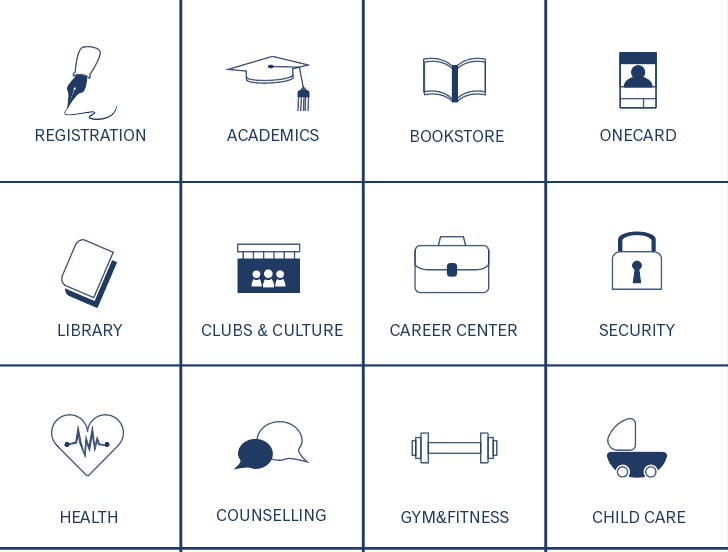 REGISTRATION
ACADEMICS
BOOKSTORE
ONECARD
LIBRARY
CLUBS & CULTURE
CAREER CENTER
SECURITY
HEALTH
COUNSELLING
GYM&FITNESS
CHILD CARE